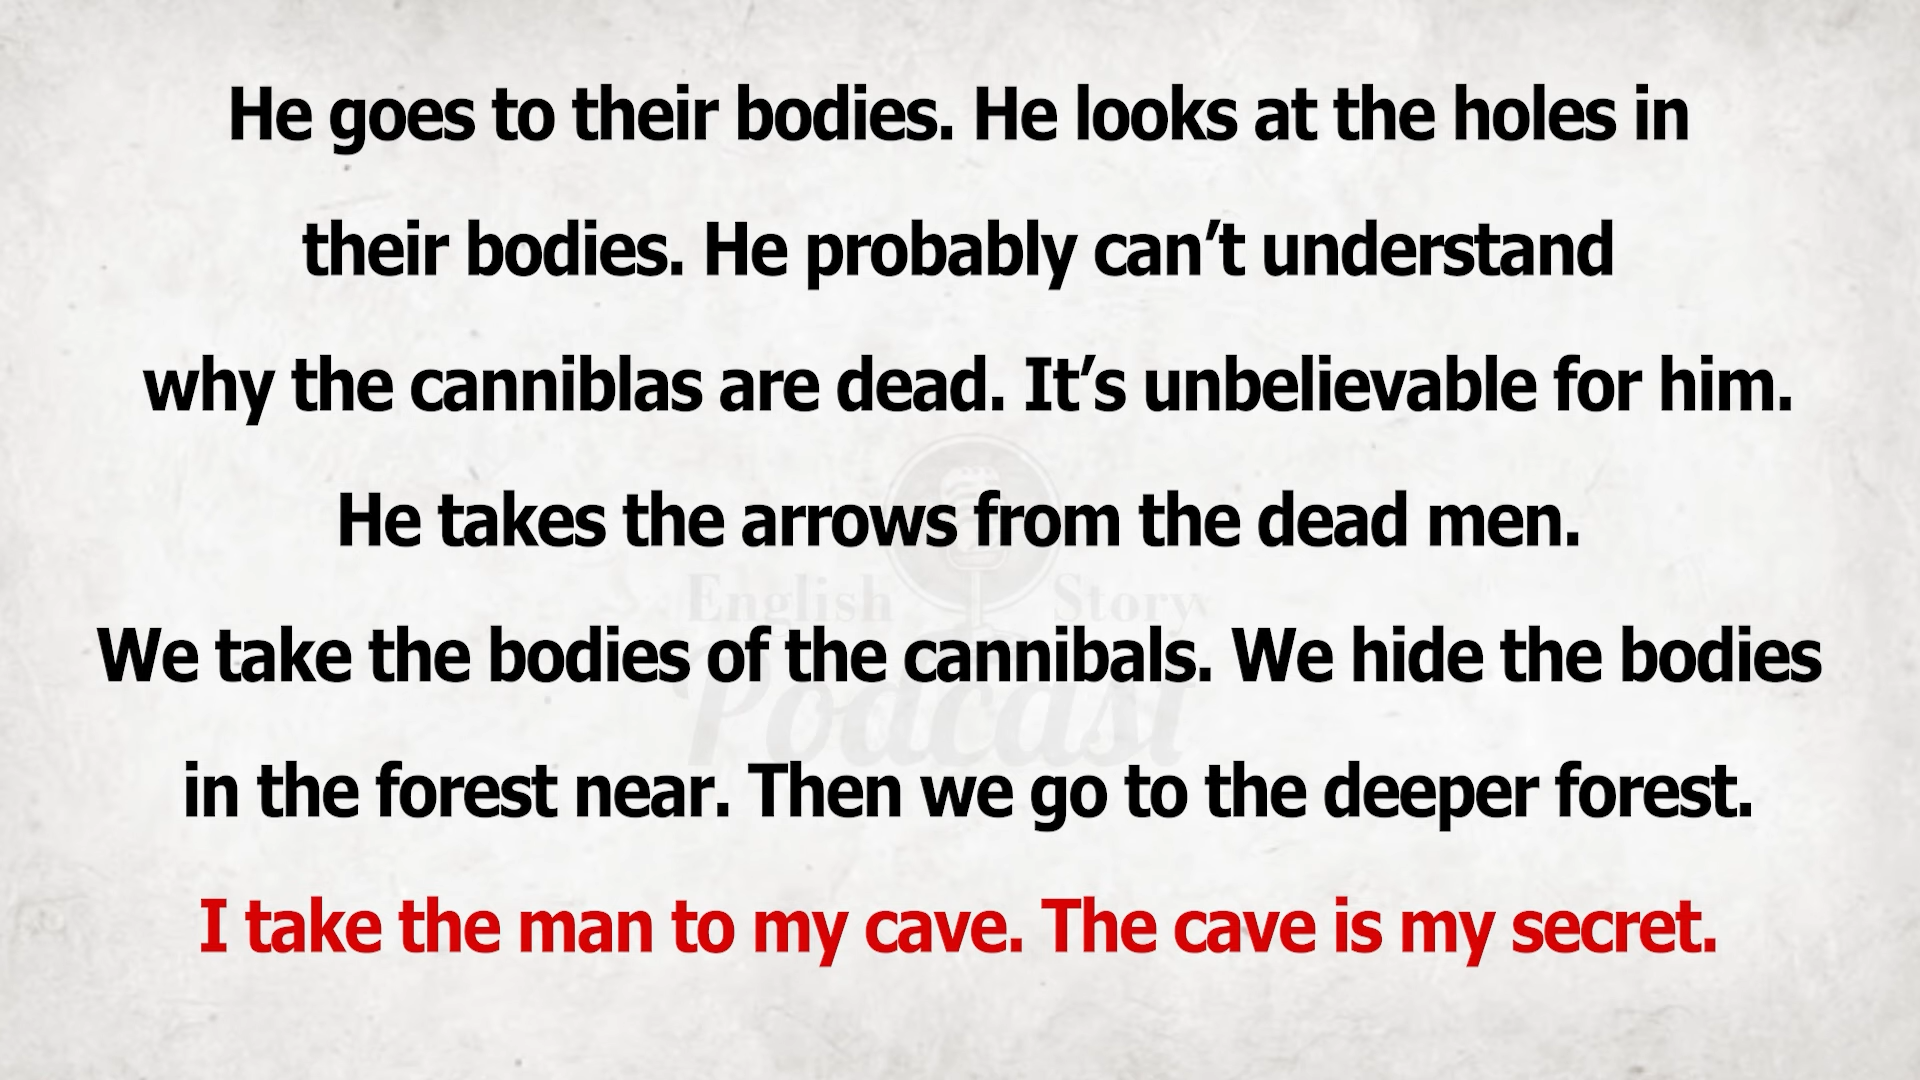 He goes to their bodies. He looks at the holes in
their bodies. He probably can’t understand
why the canniblas are dead. It’s unbelievable for him.
He takes the arrows from the dead men.
English Story
We take the bodies of the cannibals. We hide the bodies
Podcast
in the forest near. Then we go to the deeper forest.
I take the man to my cave. The cave is my secret.